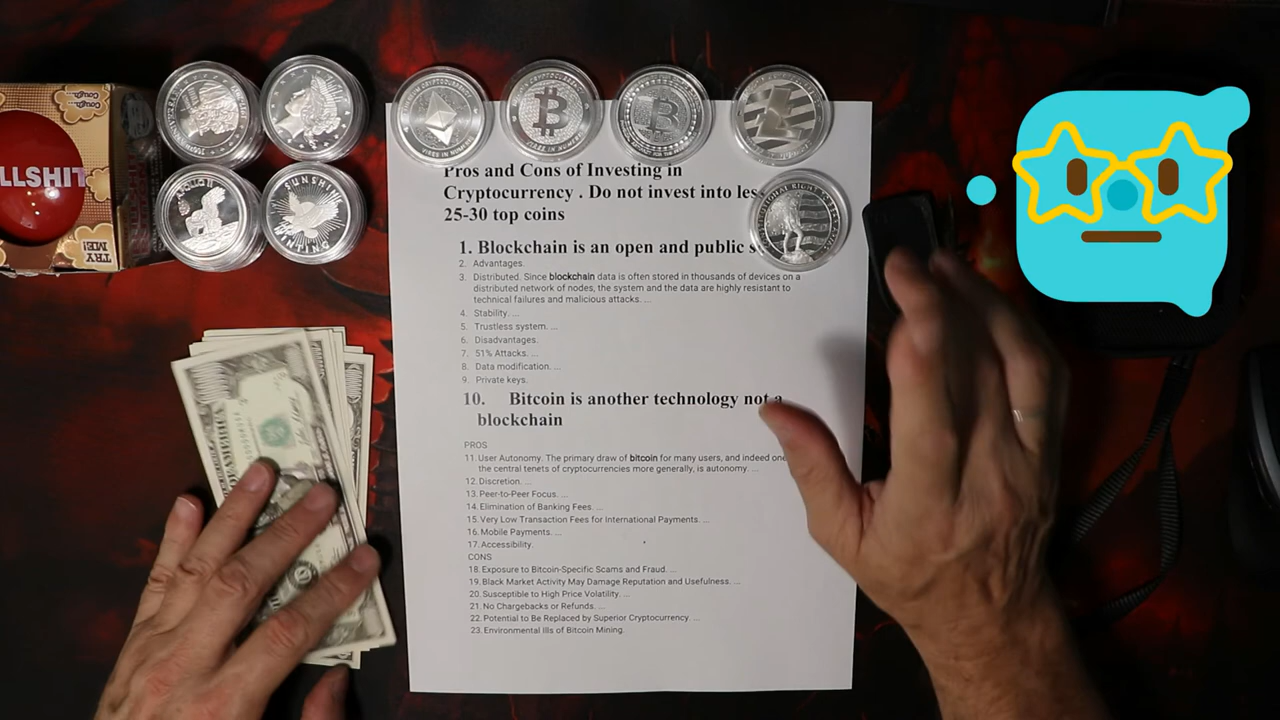 LLSHIT
TRY
ME!
Pros and Cons of Investing in
Cryptocurrency . Do not invest into les
25-30 top coins
1. Blockchain is an open and public s
2. Advantages.
3. Distributed. Since blockchain data is often stored in thousands of devices on a
distributed network of nodes, the system and the data are highly resistant to
technical failures and malicious attacks. ...
4. Stability. ...
5. Trustless system. ...
6. Disadvantages.
7. 51% Attacks. ...
8. Data modification. ...
9. Private keys.
10. Bitcoin is another technology not a
blockchain
PROS
11. User Autonomy. The primary draw of bitcoin for many users, and indeed one
the central tenets of cryptocurrencies more generally, is autonomy. ...
12. Discretion. ...
13. Peer-to-Peer Focus. ...
14. Elimination of Banking Fees. ...
15. Very Low Transaction Fees for International Payments. ...
16. Mobile Payments. ...
17. Accessibility.
CONS
18. Exposure to Bitcoin-Specific Scams and Fraud. ...
19. Black Market Activity May Damage Reputation and Usefulness. ...
20. Susceptible to High Price Volatility. ...
21. No Chargebacks or Refunds. ...
22. Potential to Be Replaced by Superior Cryptocurrency. ...
23. Environmental Ills of Bitcoin Mining.